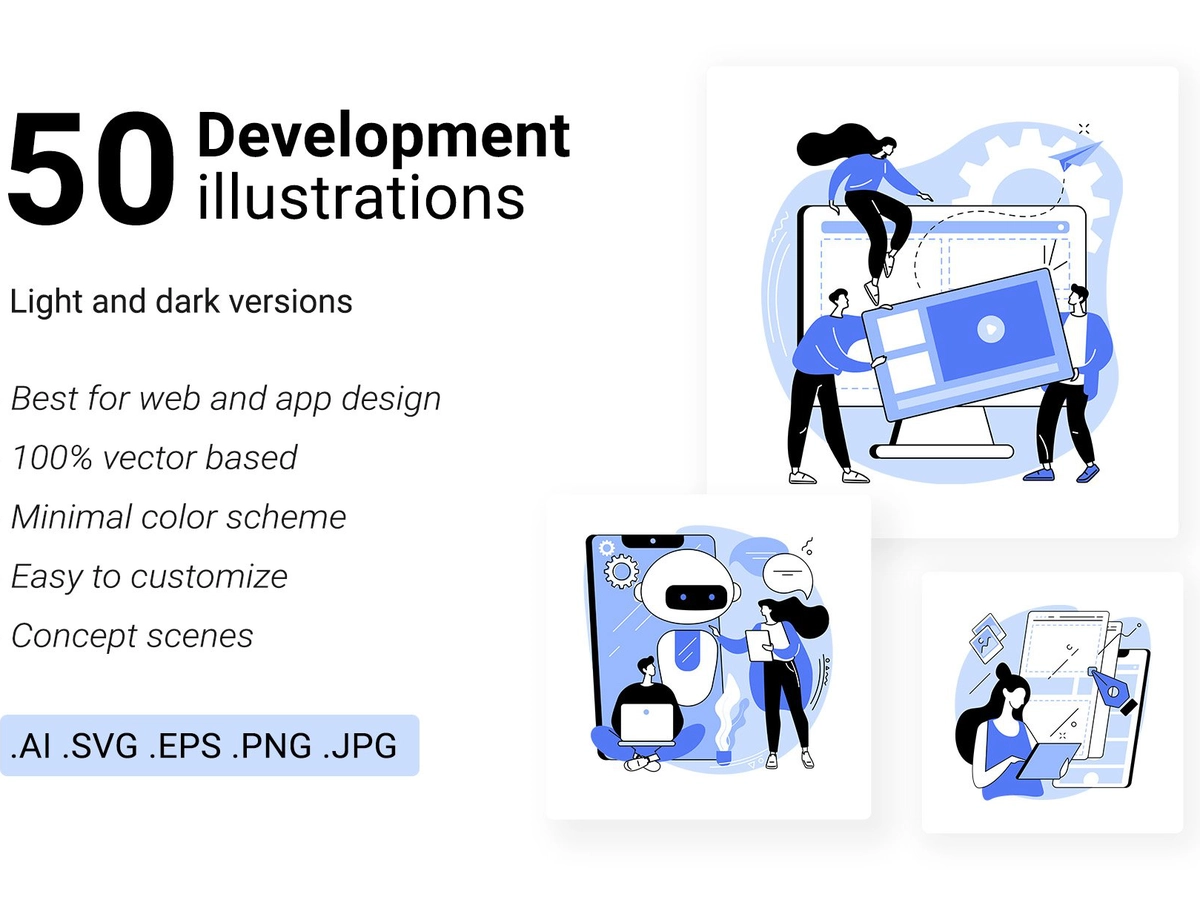 50 Development
illustrations
Light and dark versions
Best for web and app design
100% vector based
Minimal color scheme
Easy to customize
Concept scenes
.AI .SVG .EPS .PNG .JPG